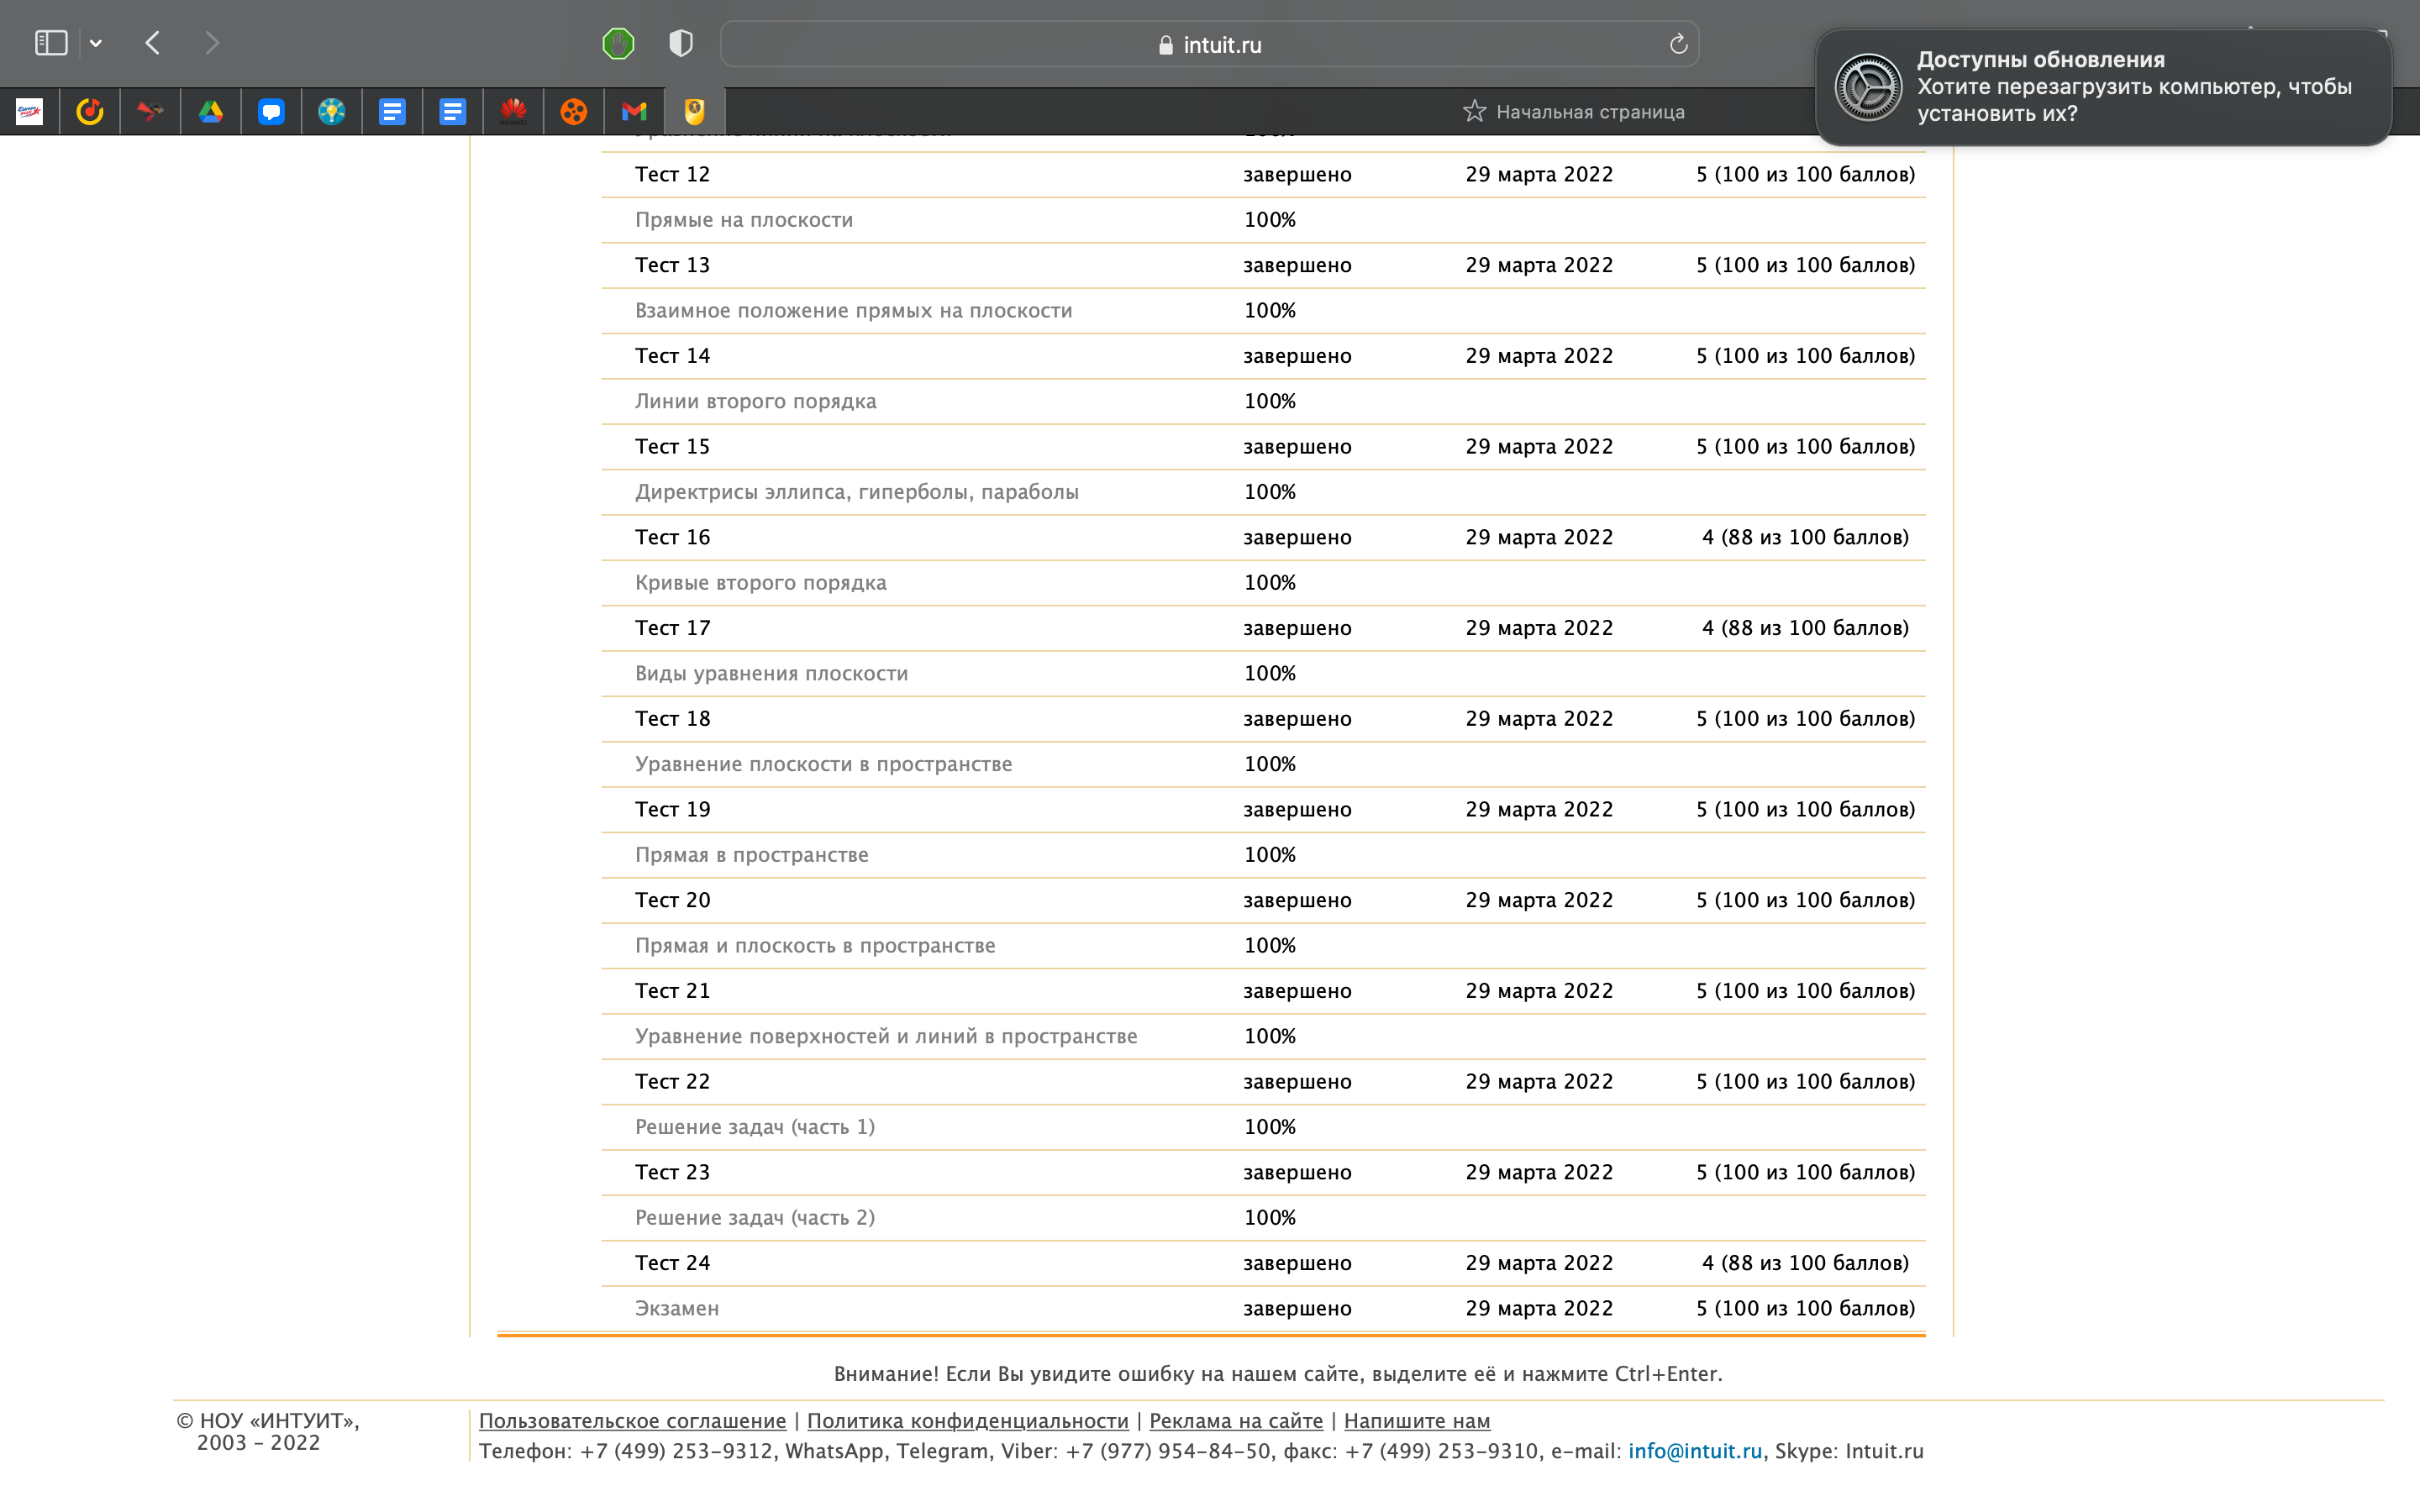 intuit.ru
Доступны обновления
Хотите перезагрузить компьютер, чтобы
установить их?
Начальная страница
Тест 12 завершено 29 марта 2022 5 (100 из 100 баллов)
Прямые на плоскости 100%
Тест 13 завершено 29 марта 2022 5 (100 из 100 баллов)
Взаимное положение прямых на плоскости 100%
Тест 14 завершено 29 марта 2022 5 (100 из 100 баллов)
Линии второго порядка 100%
Тест 15 завершено 29 марта 2022 5 (100 из 100 баллов)
Директрисы эллипса, гиперболы, параболы 100%
Тест 16 завершено 29 марта 2022 4 (88 из 100 баллов)
Кривые второго порядка 100%
Тест 17 завершено 29 марта 2022 4 (88 из 100 баллов)
Виды уравнения плоскости 100%
Тест 18 завершено 29 марта 2022 5 (100 из 100 баллов)
Уравнение плоскости в пространстве 100%
Тест 19 завершено 29 марта 2022 5 (100 из 100 баллов)
Прямая в пространстве 100%
Тест 20 завершено 29 марта 2022 5 (100 из 100 баллов)
Прямая и плоскость в пространстве 100%
Тест 21 завершено 29 марта 2022 5 (100 из 100 баллов)
Уравнение поверхностей и линий в пространстве 100%
Тест 22 завершено 29 марта 2022 5 (100 из 100 баллов)
Решение задач (часть 1) 100%
Тест 23 завершено 29 марта 2022 5 (100 из 100 баллов)
Решение задач (часть 2) 100%
Тест 24 завершено 29 марта 2022 4 (88 из 100 баллов)
Экзамен завершено 29 марта 2022 5 (100 из 100 баллов)
Внимание! Если Вы увидите ошибку на нашем сайте, выделите её и нажмите Ctrl+Enter.
© НОУ «ИНТУИТ»,
2003 – 2022
Пользовательское соглашение | Политика конфиденциальности | Реклама на сайте | Напишите нам
Телефон: +7 (499) 253-9312, WhatsApp, Telegram, Viber: +7 (977) 954-84-50, факс: +7 (499) 253-9310, e-mail: info@intuit.ru, Skype: Intuit.ru